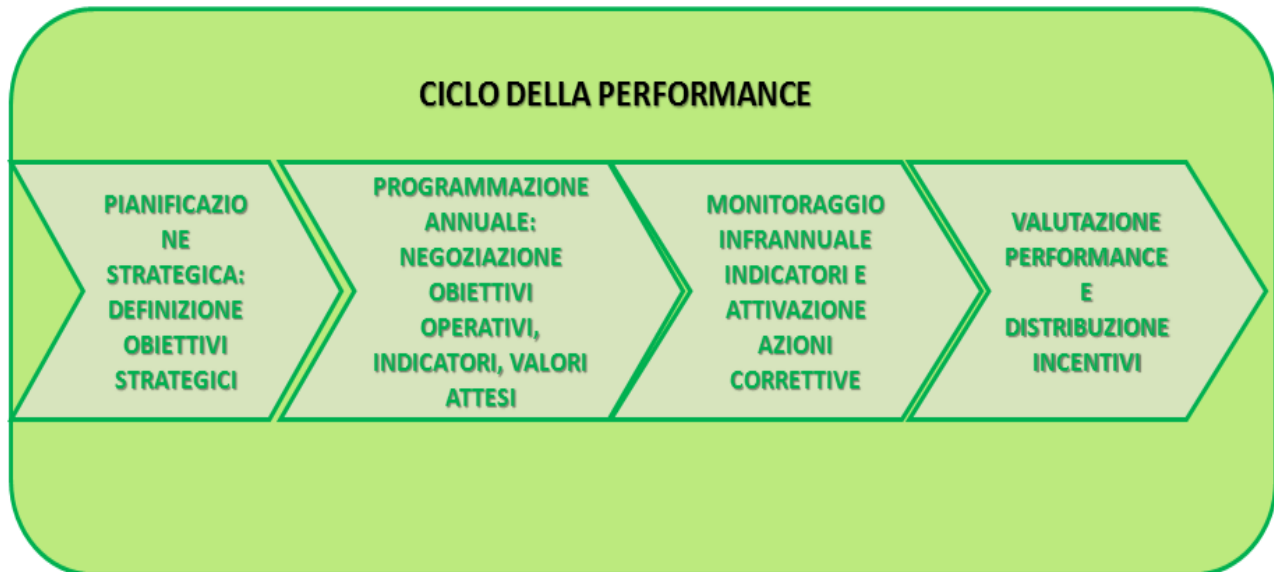 CICLO DELLA PERFORMANCE
PIANIFICAZIO
NE
STRATEGICA:
DEFINIZIONE
OBIETTIVI
STRATEGICI
PROGRAMMAZIONE
ANNUALE:
NEGOZIAZIONE
OBIETTIVI
OPERATIVI,
INDICATORI, VALORI
ATTESI
MONITORAGGIO
INFRANNUALE
INDICATORI E
ATTIVAZIONE
AZIONI
CORRETTIVE
VALUTAZIONE
PERFORMANCE
E
DISTRIBUZIONE
INCENTIVI